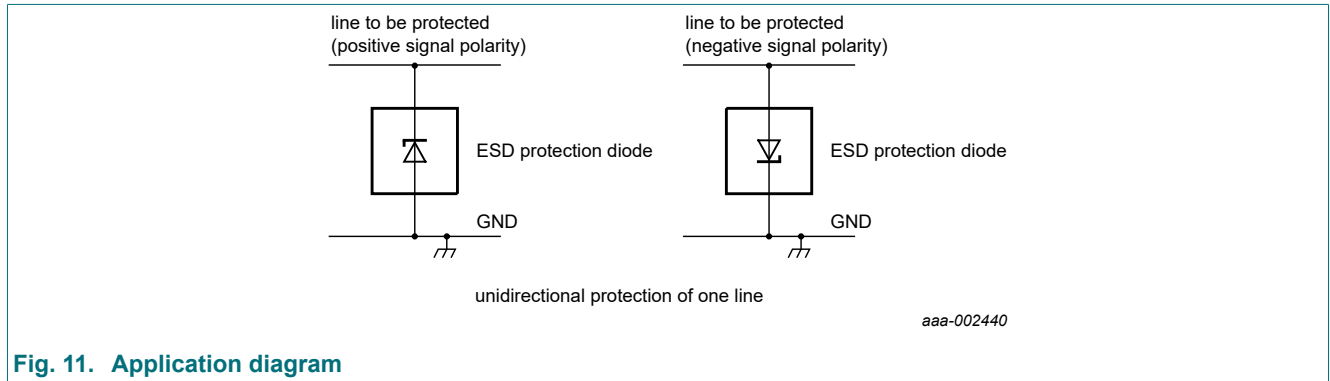 line to be protected
(positive signal polarity)
ESD protection diode
GND
line to be protected
(negative signal polarity)
ESD protection diode
GND
unidirectional protection of one line
aaa-002440
Fig. 11. Application diagram